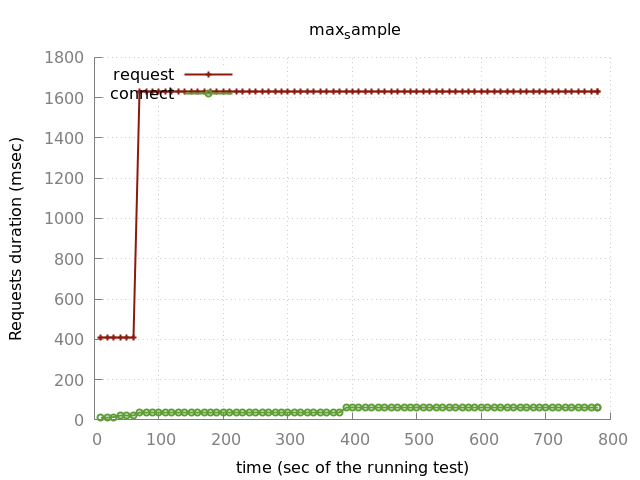 max_sample
1800
request
connect
1600
1400
1200
1000
800
600
400
200
0
Requests duration (msec)
0 100 200 300 400 500 600 700 800
time (sec of the running test)